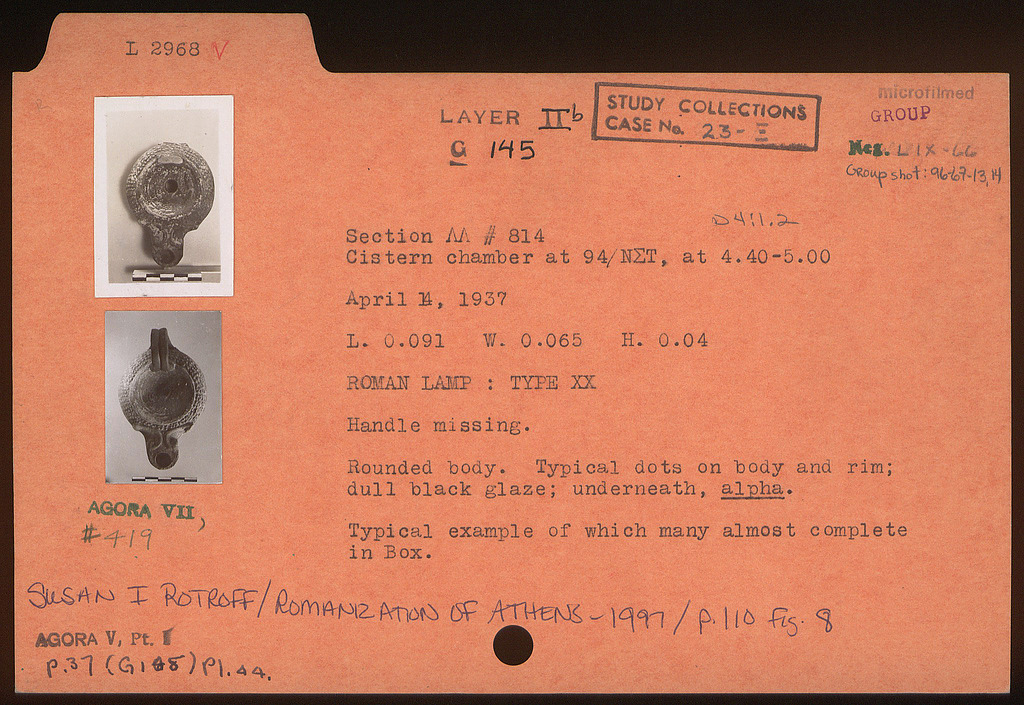 L 2968 V
LAYER IIb
G 145
STUDY COLLECTIONS
CASE No. 23-Ξ
microfilmed
GROUP
Neg. LIX-66
Group shot: 96-67-13,14
D 4:1.2
Section ΛΛ # 814
Cistern chamber at 94/ΝΣΤ, at 4.40-5.00
April 14, 1937
L. 0.091 W. 0.065 H. 0.04
ROMAN LAMP : TYPE XX
Handle missing.
Rounded body. Typical dots on body and rim;
dull black glaze; underneath, alpha.
Typical example of which many almost complete
in Box.
AGORA VII,
#419
SUSAN I ROTROFF/ROMANIZATION OF ATHENS-1997/p.110 Fig. 8
AGORA V, Pt. I
p.37 (G145) Pl.44.